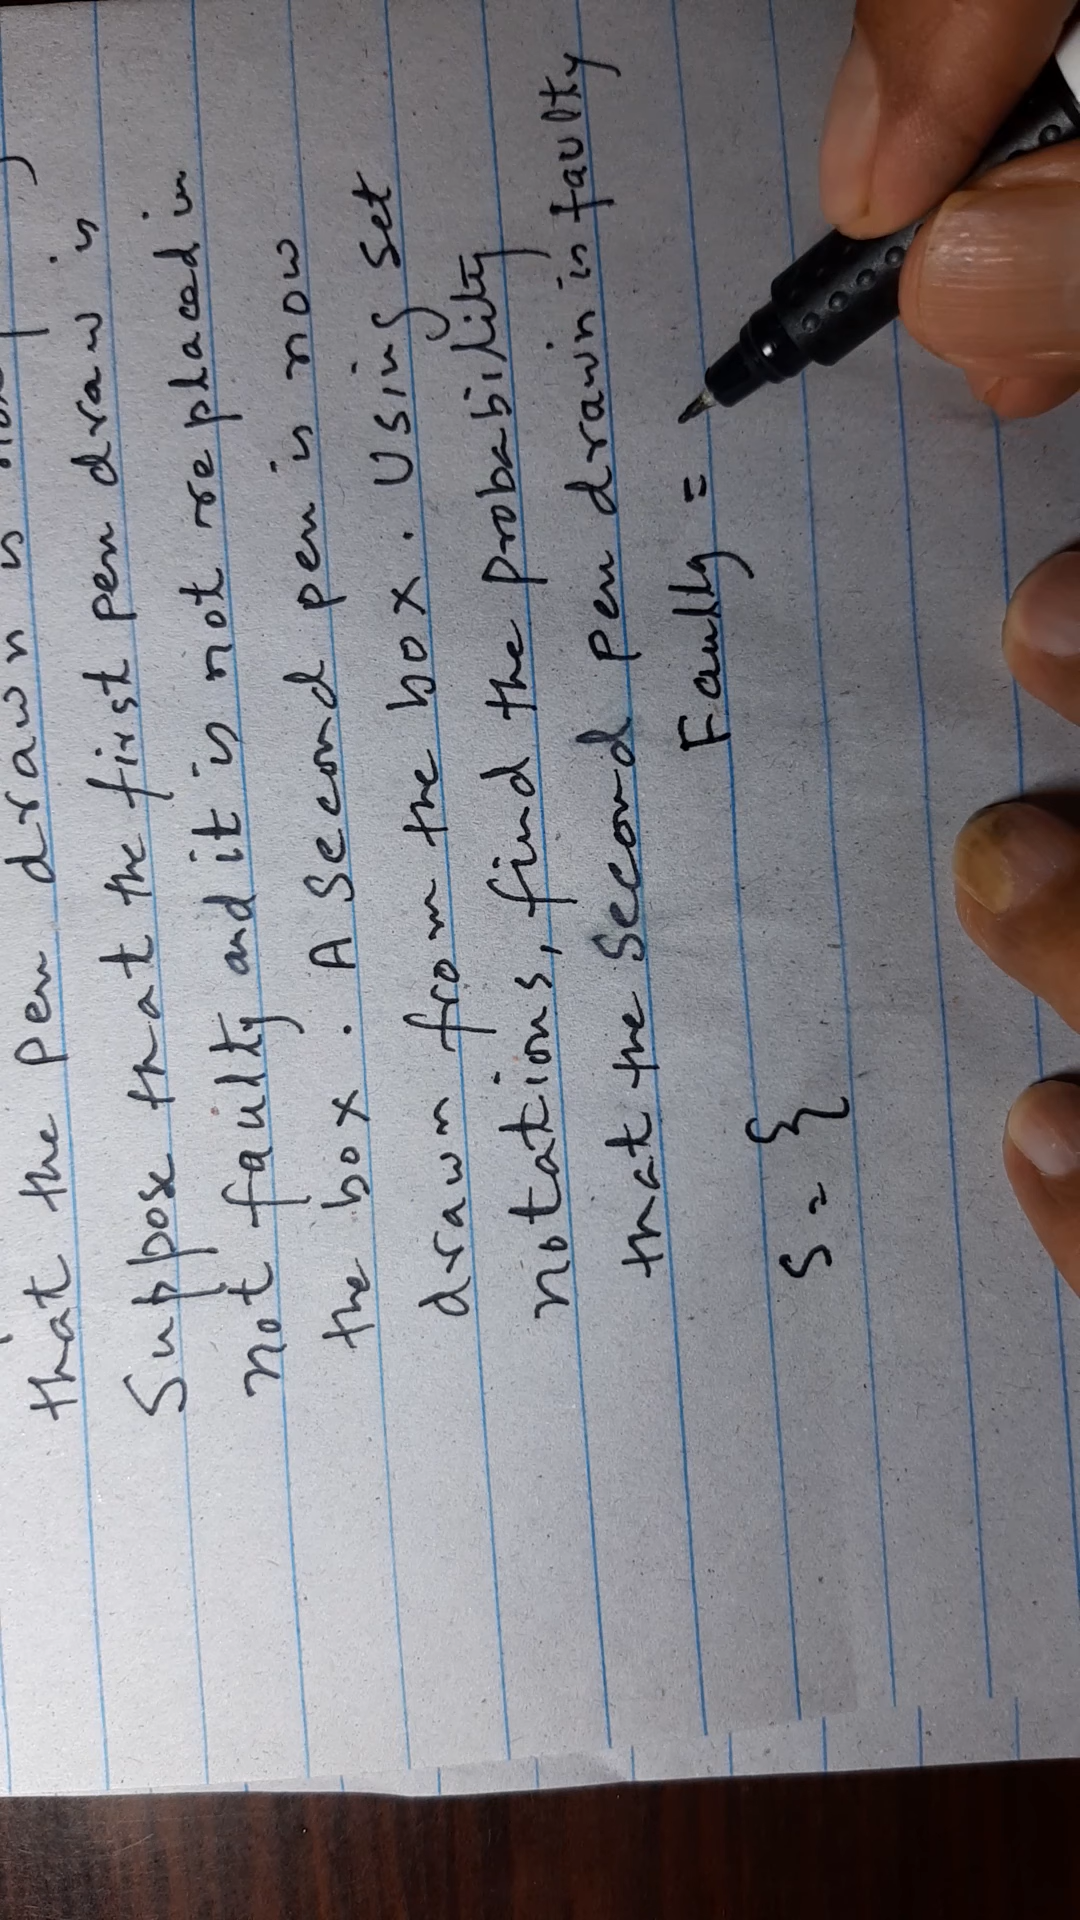 that the pen drawn is
Suppose that the first pen draw is
not faulty and it is not replaced in
the box. A Second pen is now
drawn from the box. Using set
notations, find the probability
that the Second pen drawn is faulty
Faulty =
S = {